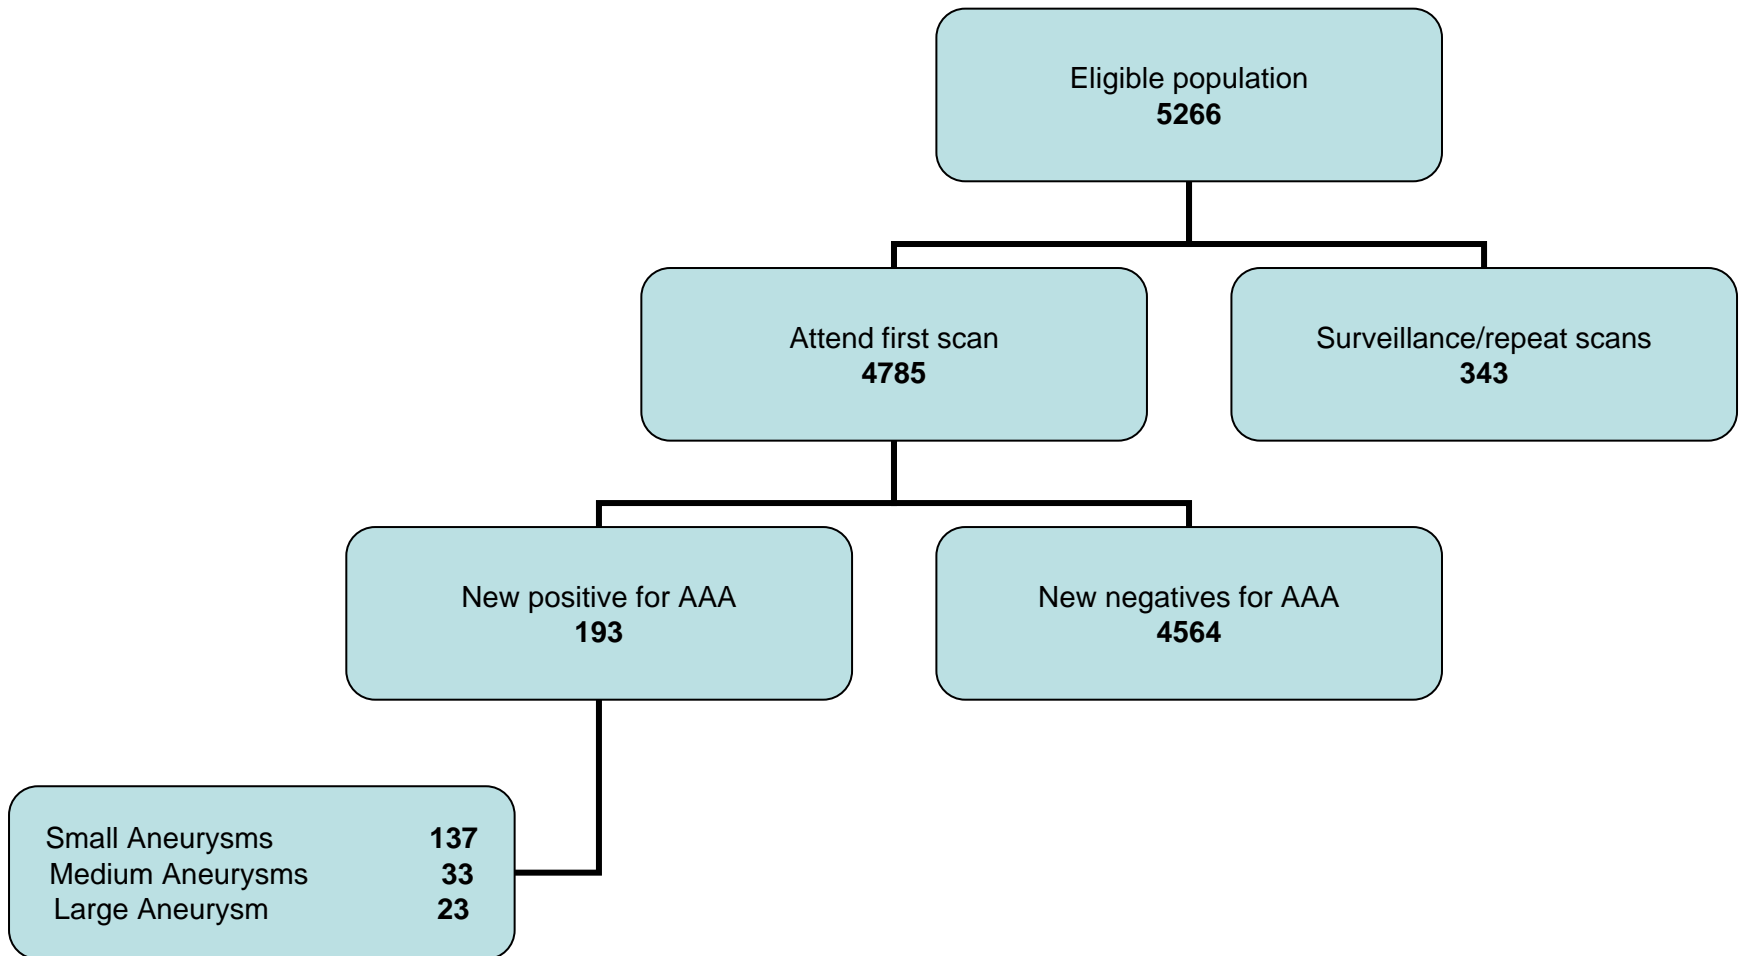 Eligible population
5266
Attend first scan
4785
Surveillance/repeat scans
343
New positive for AAA
193
New negatives for AAA
4564
Small Aneurysms 137
Medium Aneurysms 33
Large Aneurysm 23